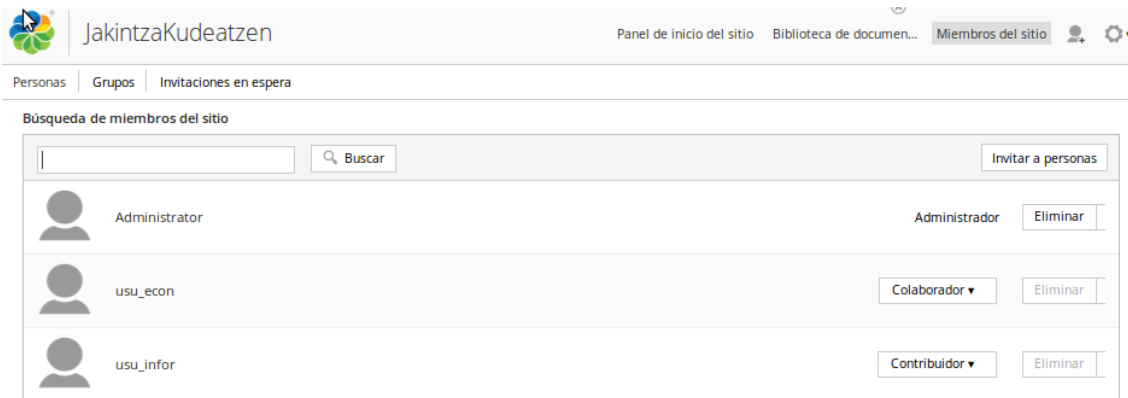 JakintzaKudeatzen
Panel de inicio del sitio Biblioteca de documen... Miembros del sitio
Personas Grupos Invitaciones en espera
Búsqueda de miembros del sitio
Buscar Invitar a personas
Administrator Administrador Eliminar
usu_econ Colaborador ▾ Eliminar
usu_infor Contribuidor ▾ Eliminar